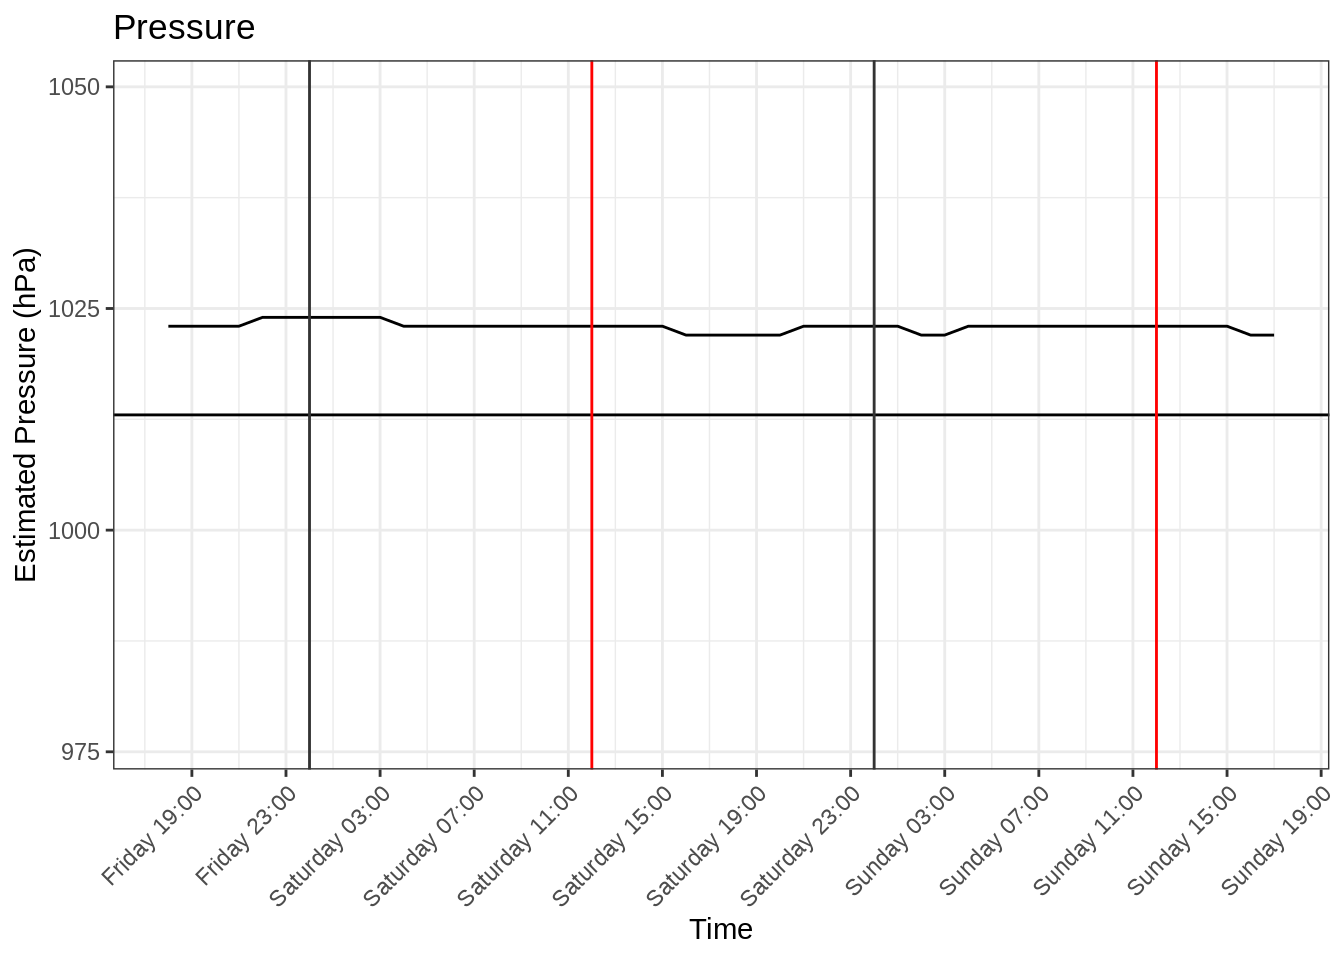 Pressure
Estimated Pressure (hPa)
1050
1025
1000
975
Friday 19:00
Friday 23:00
Saturday 03:00
Saturday 07:00
Saturday 11:00
Saturday 15:00
Saturday 19:00
Saturday 23:00
Sunday 03:00
Sunday 07:00
Sunday 11:00
Sunday 15:00
Sunday 19:00
Time